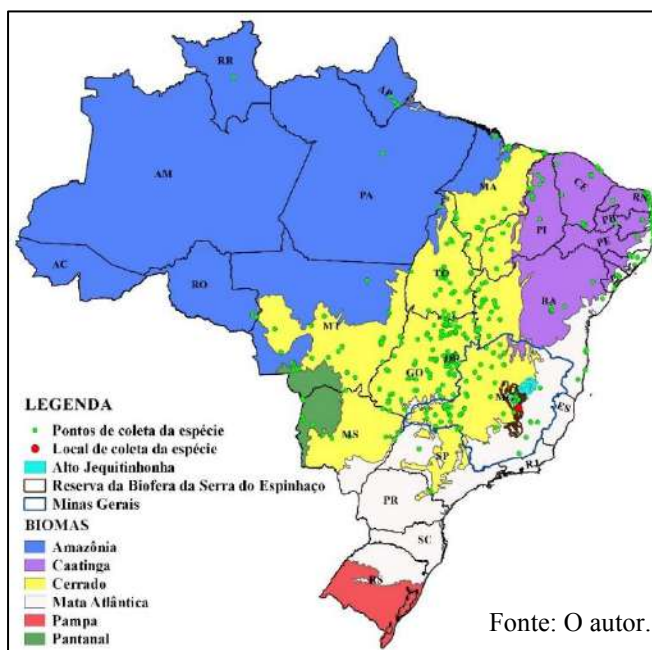 RR
AP
AM
PA
MA
CE
RN
PB
PE
PI
AC
RO
TO
BA
MT
DF
GO
MG
ES
MS
SP
RJ
PR
SC
RS
LEGENDA
Pontos de coleta da espécie
Local de coleta da espécie
Alto Jequitinhonha
Reserva da Biofera da Serra do Espinhaço
Minas Gerais
BIOMAS
Amazônia
Caatinga
Cerrado
Mata Atlântica
Pampa
Pantanal
Fonte: O autor.